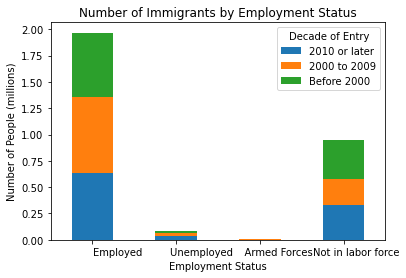 Number of Immigrants by Employment Status
Number of People (millions)
2.00
1.75
1.50
1.25
1.00
0.75
0.50
0.25
0.00
Decade of Entry
2010 or later
2000 to 2009
Before 2000
Employed Unemployed Armed Forces Not in labor force
Employment Status